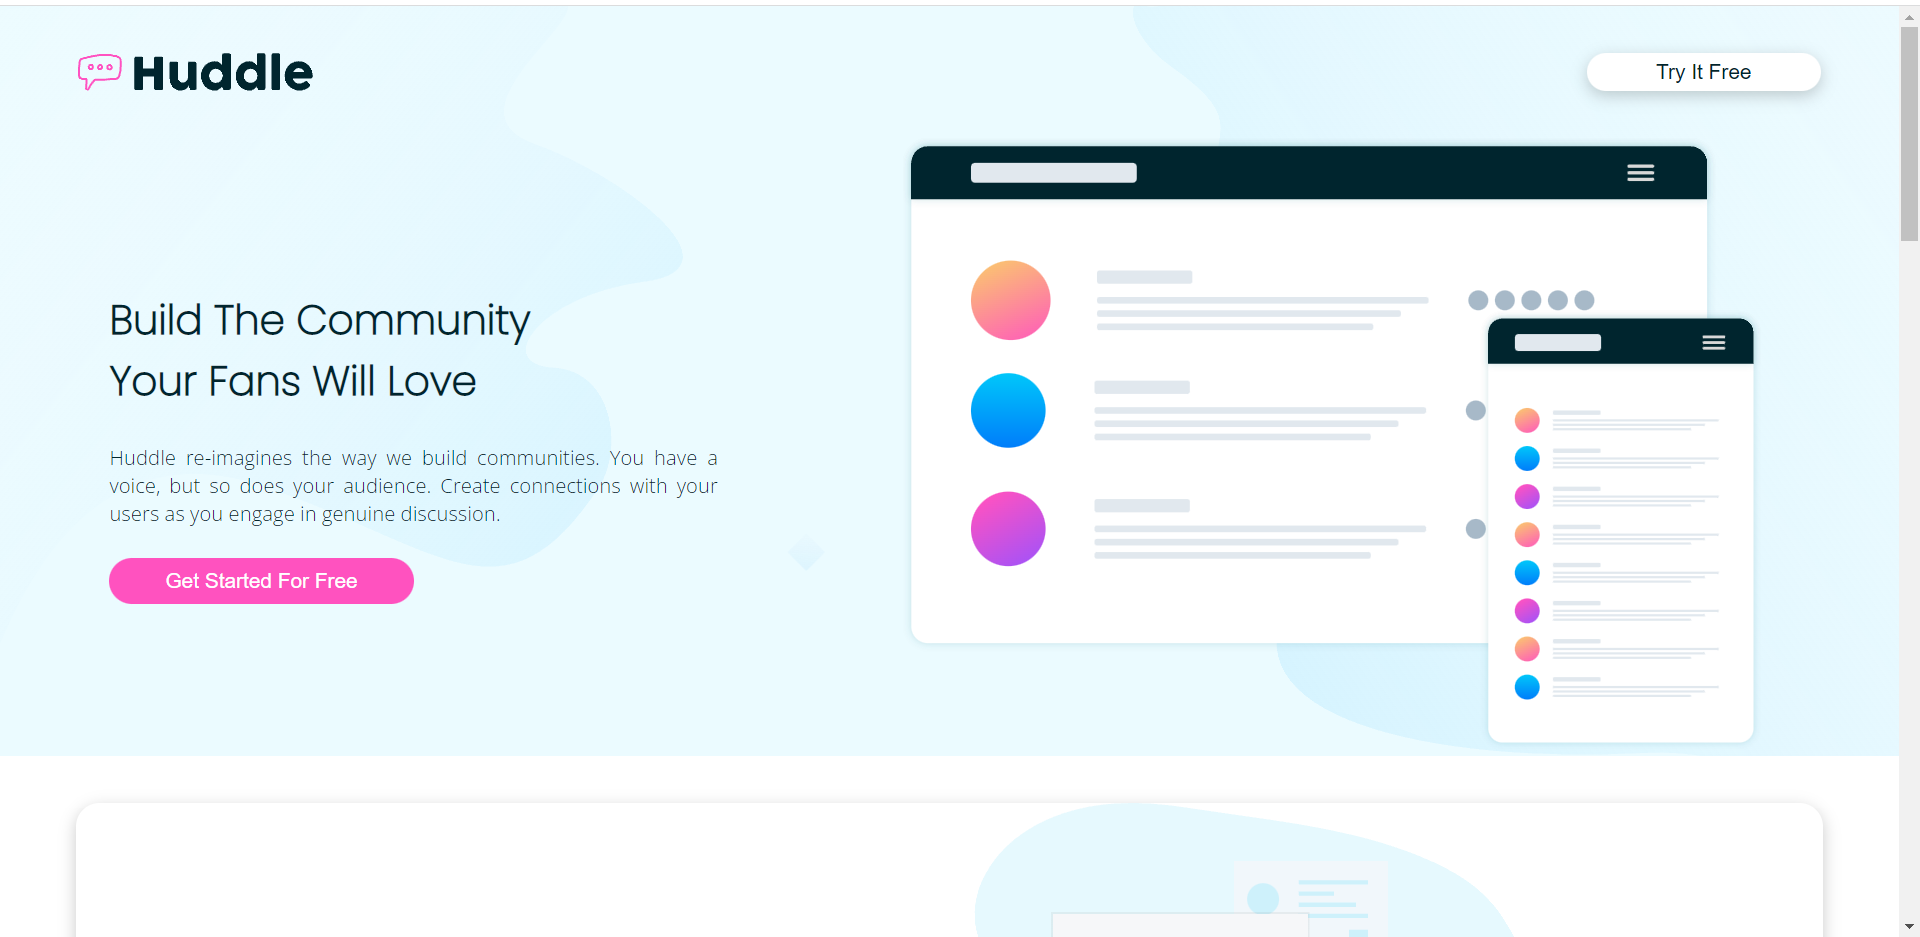 Huddle
Try It Free
Build The Community
Your Fans Will Love
Huddle re-imagines the way we build communities. You have a
voice, but so does your audience. Create connections with your
users as you engage in genuine discussion.
Get Started For Free